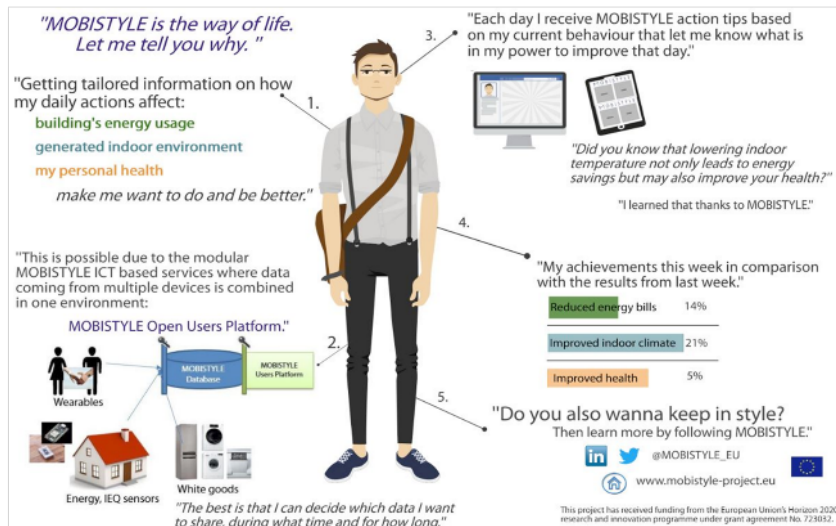 "MOBISTYLE is the way of life.
Let me tell you why. "
"Getting tailored information on how
my daily actions affect:
building's energy usage
generated indoor environment
my personal health
make me want to do and be better."
1.
"This is possible due to the modular
MOBISTYLE ICT based services where data
coming from multiple devices is combined
in one environment:
MOBISTYLE Open Users Platform."
2.
Wearables
MOBISTYLE
Database
MOBISTYLE
Users Platform
Energy, IEQ sensors
White goods
"The best is that I can decide which data I want
to share, during what time and for how long."
3.
"Each day I receive MOBISTYLE action tips based
on my current behaviour that let me know what is
in my power to improve that day."
"Did you know that lowering indoor
temperature not only leads to energy
savings but may also improve your health?"
"I learned that thanks to MOBISTYLE."
4.
"My achievements this week in comparison
with the results from last week."
Reduced energy bills 14%
Improved indoor climate 21%
Improved health 5%
5.
"Do you also wanna keep in style?
Then learn more by following MOBISTYLE."
in
@MOBISTYLE_EU
www.mobistyle-project.eu
This project has received funding from the European Union's Horizon 202
research and innovation programme under grant agreement No. 723032.